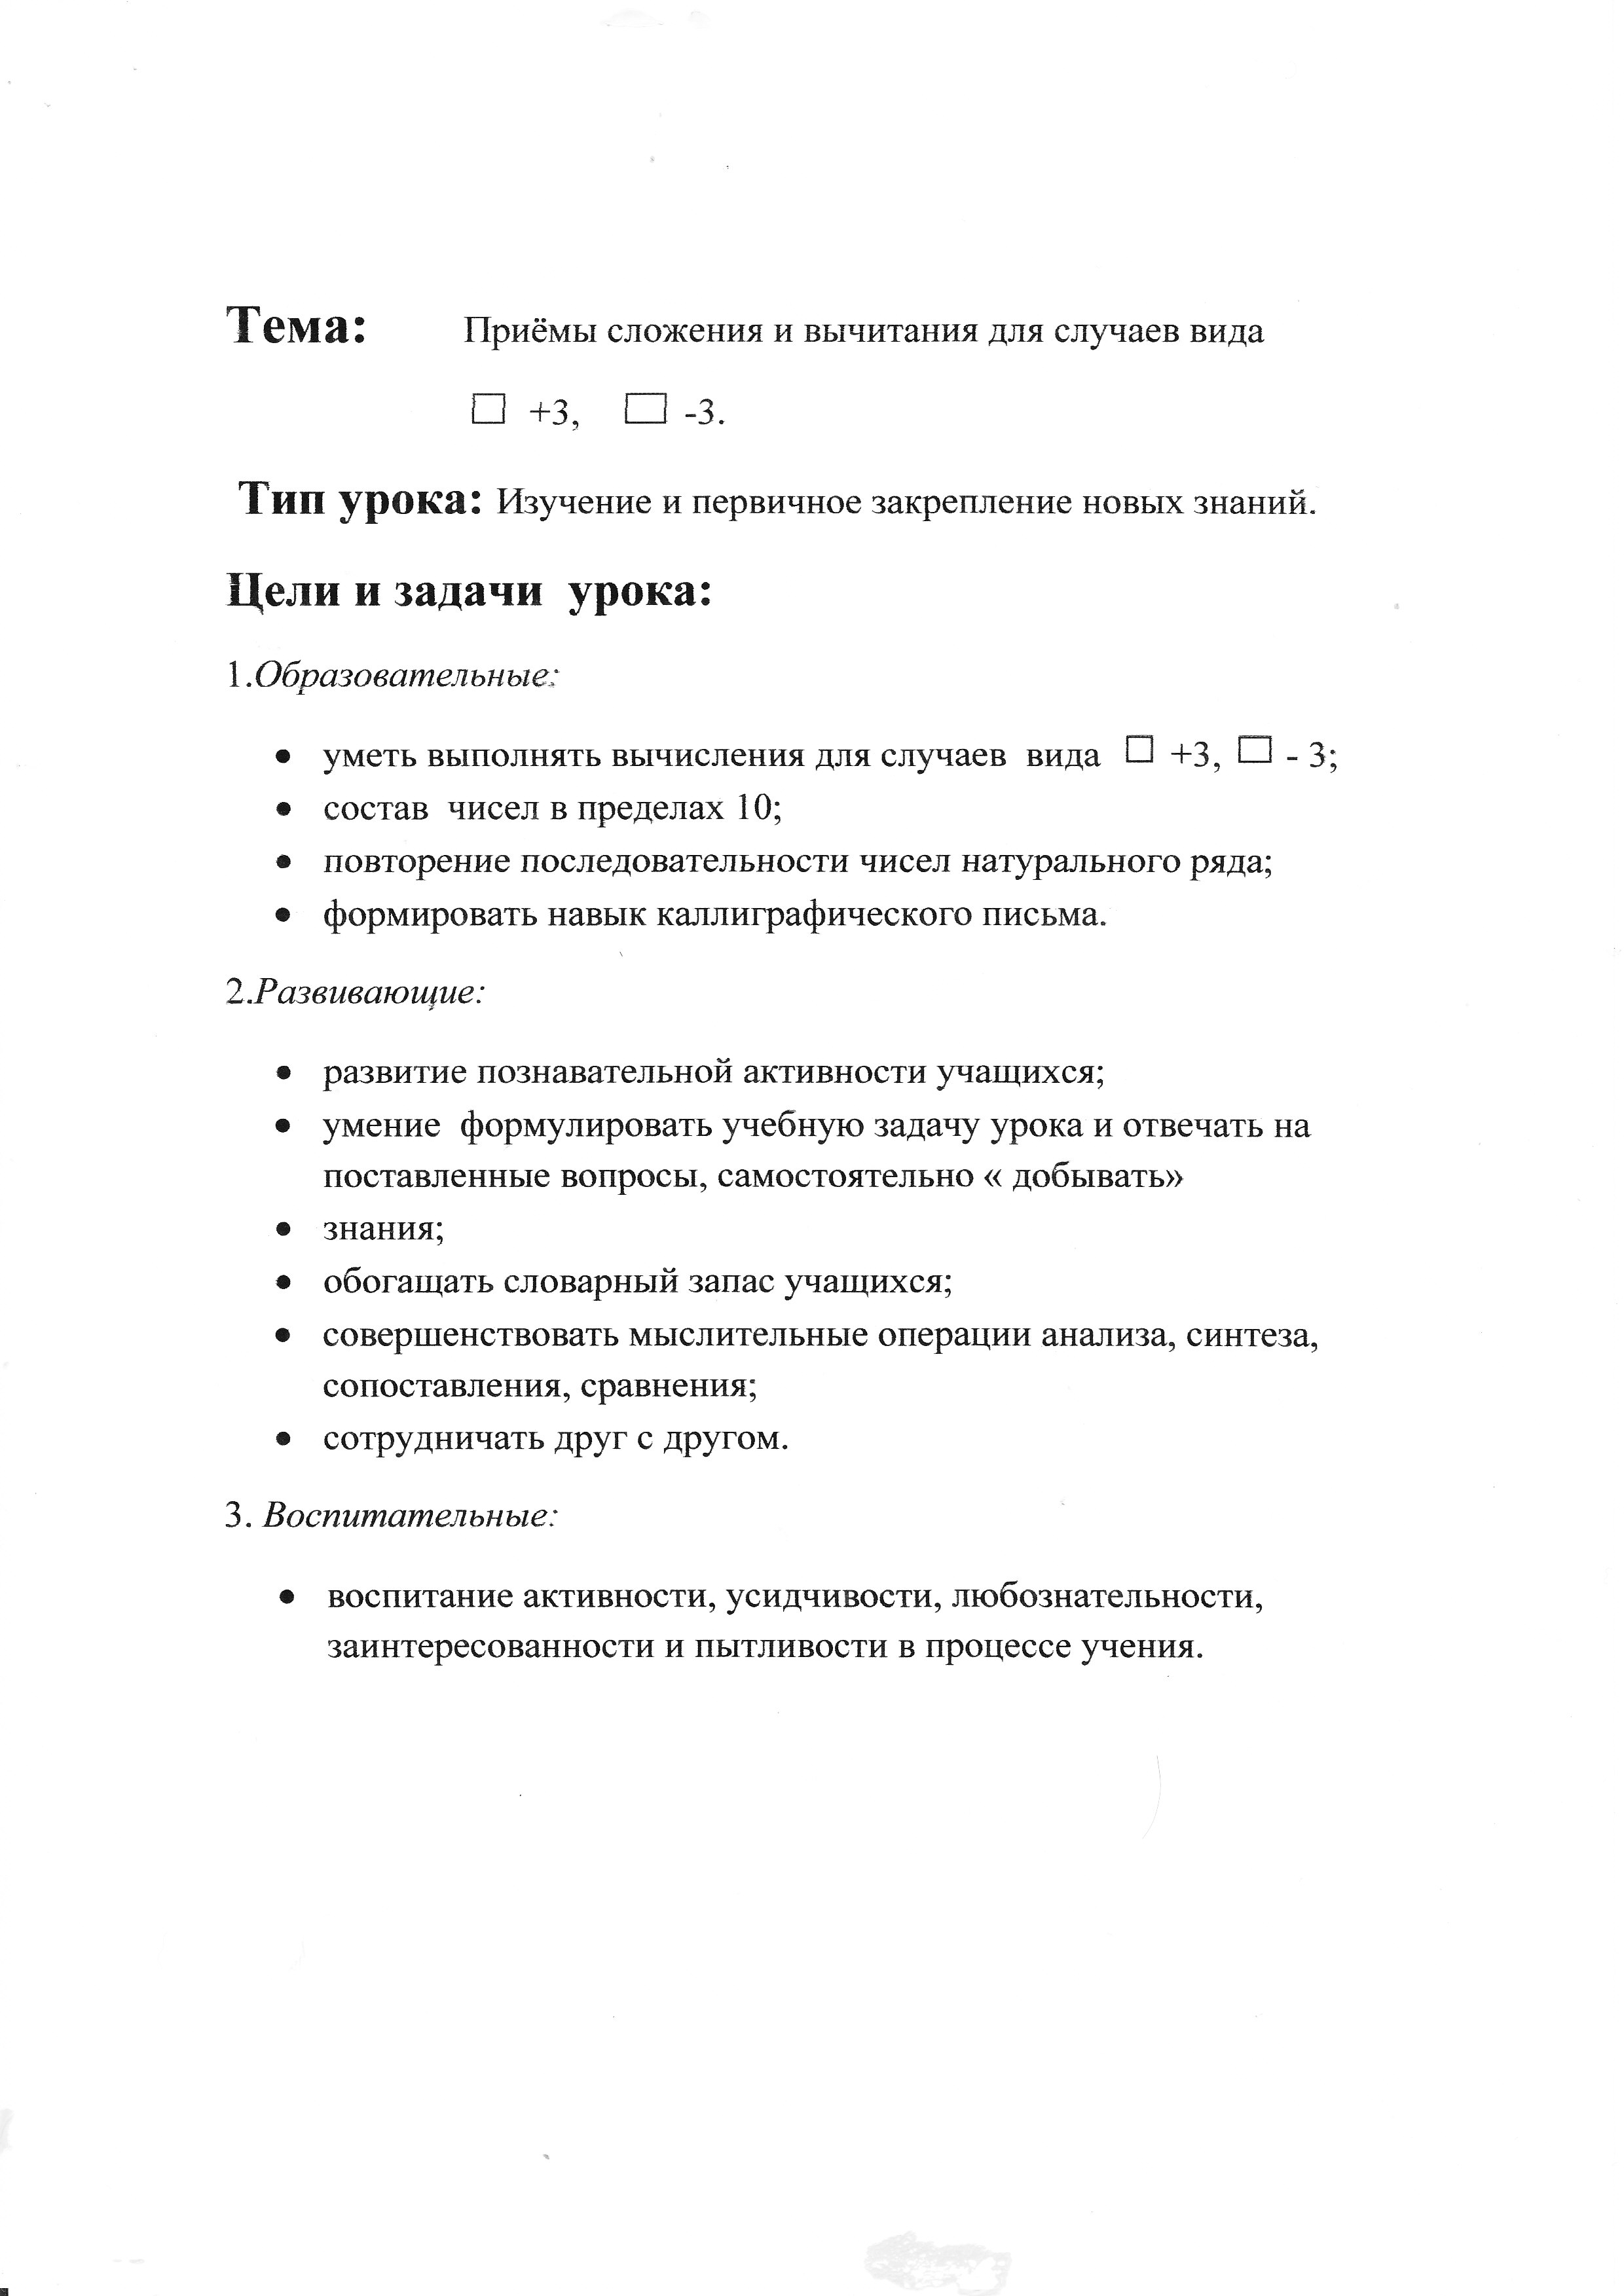 Тема: Приёмы сложения и вычитания для случаев вида
□ +3, □ -3.
Тип урока: Изучение и первичное закрепление новых знаний.
Цели и задачи урока:
1.Образовательные:
• уметь выполнять вычисления для случаев вида □ +3, □ - 3;
• состав чисел в пределах 10;
• повторение последовательности чисел натурального ряда;
• формировать навык каллиграфического письма.
2.Развивающие:
• развитие познавательной активности учащихся;
• умение формулировать учебную задачу урока и отвечать на
поставленные вопросы, самостоятельно « добывать»
• знания;
• обогащать словарный запас учащихся;
• совершенствовать мыслительные операции анализа, синтеза,
сопоставления, сравнения;
• сотрудничать друг с другом.
3. Воспитательные:
• воспитание активности, усидчивости, любознательности,
заинтересованности и пытливости в процессе учения.